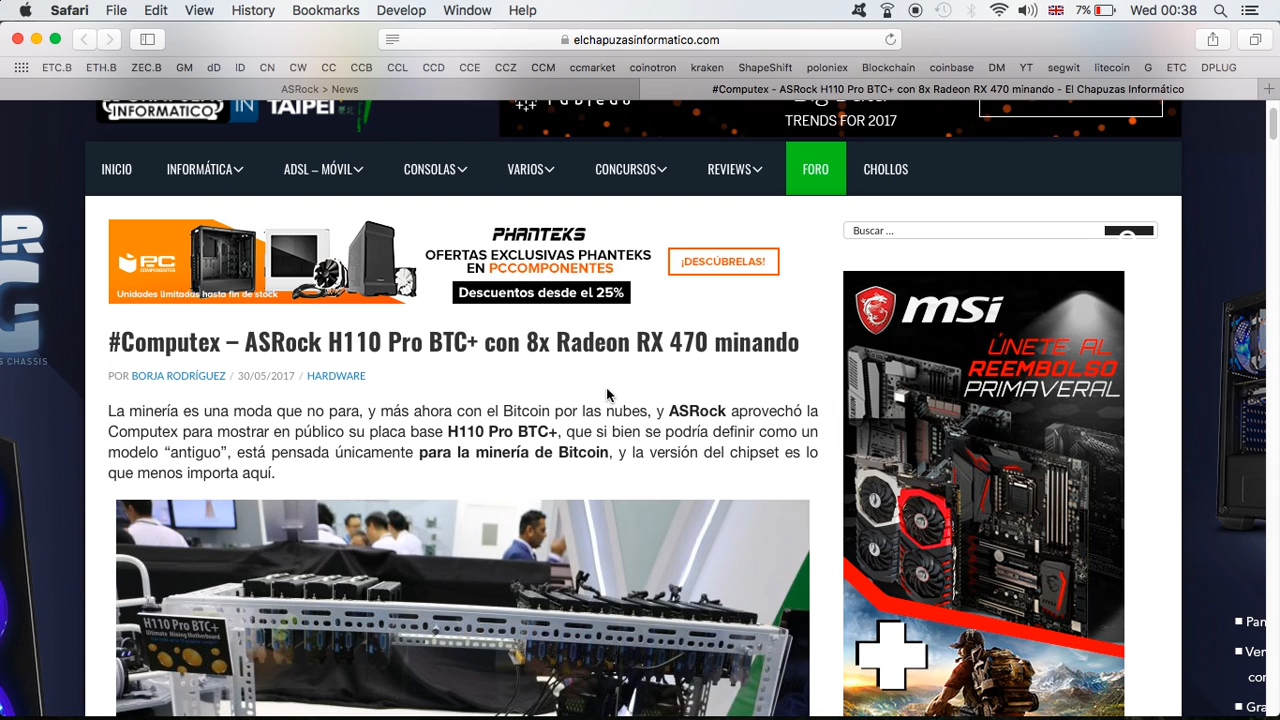 Safari File Edit View History Bookmarks Develop Window Help 7% Wed 00:38
elchapuzasinformatico.com
ETC.B ETH.B ZEC.B GM dD ID CN CW CC CCB CCL CCD CCE CCZ CCM ccmarket coinotron kraken ShapeShift poloniex Blockchain coinbase DM YT segwit litecoin G ETC DPLUG
ASRock > News
#Computex - ASRock H110 Pro BTC+ con 8x Radeon RX 470 minando - El Chapuzas Informático
INFORMÁTICO IN TAIPEI
TRENDS FOR 2017
INICIO INFORMÁTICA ADSL – MÓVIL CONSOLAS VARIOS CONCURSOS REVIEWS FORO CHOLLOS
PC COMPONENTES
Unidades limitadas hasta fin de stock
PHANTEKS
OFERTAS EXCLUSIVAS PHANTEKS
EN PCCOMPONENTES
Descuentos desde el 25%
¡DESCÚBRELAS!
Buscar ...
#Computex – ASRock H110 Pro BTC+ con 8x Radeon RX 470 minando
POR BORJA RODRÍGUEZ / 30/05/2017 / HARDWARE
La minería es una moda que no para, y más ahora con el Bitcoin por las nubes, y ASRock aprovechó la
Computex para mostrar en público su placa base H110 Pro BTC+, que si bien se podría definir como un
modelo “antiguo”, está pensada únicamente para la minería de Bitcoin, y la versión del chipset es lo
que menos importa aquí.
H110 Pro BTC+
Ultimate Mining Motherboard
msi
ÚNETE AL
REEMBOLSO
PRIMAVERAL
S CHASSIS
Pan
Ven
con
Gra